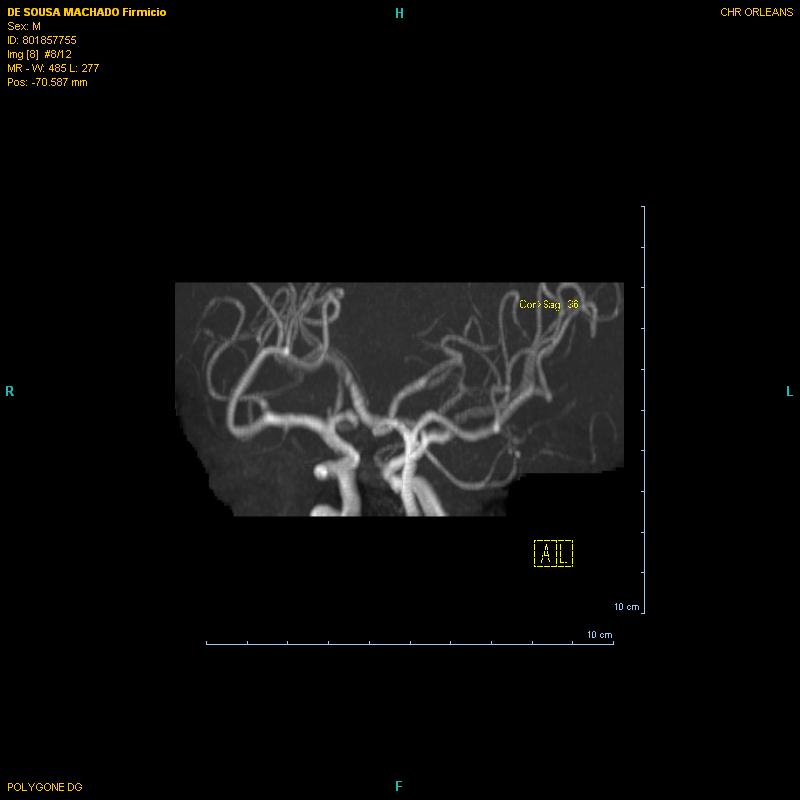 DE SOUSA MACHADO Firmicio
Sex: M
ID: 801857755
Img [8] #8/12
MR - W: 485 L: 277
Pos: -70.587 mm
H
CHR ORLEANS
Cor>Sag 36
R
L
A L
10 cm
10 cm
POLYGONE DG
F